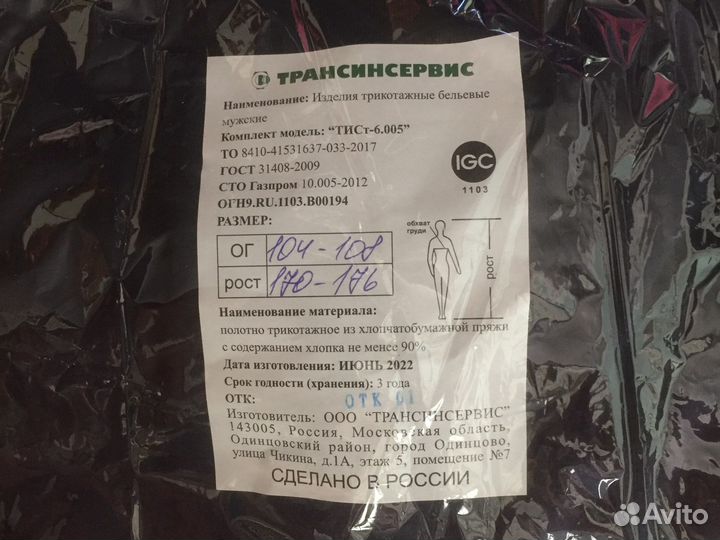 ТРАНСИНСЕРВИС
Наименование: Изделия трикотажные бельевые
мужские
Комплект модель: "ТИСт-6.005"
ТО 8410-41531637-033-2017
ГОСТ 31408-2009
СТО Газпром 10.005-2012
ОГН9.RU.1103.В00194
IGC
1103
РАЗМЕР:
ОГ 104-108
рост 170-176
обхват
груди
рост
Наименование материала:
полотно трикотажное из хлопчатобумажной пряжи
с содержанием хлопка не менее 90%
Дата изготовления: ИЮНЬ 2022
Срок годности (хранения): 3 года
ОТК: ОТК 01
Изготовитель: ООО "ТРАНСИНСЕРВИС"
143005, Россия, Московская область,
Одинцовский район, город Одинцово,
улица Чикина, д.1А, этаж 5, помещение №7
СДЕЛАНО В РОССИИ
Avito